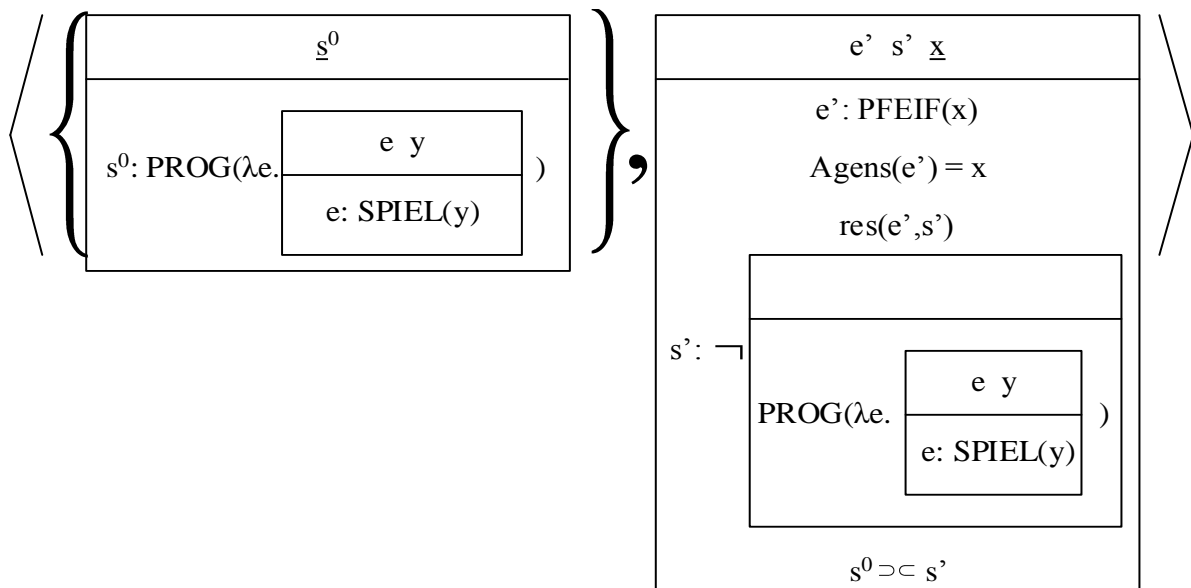 s⁰
s⁰: PROG(λe.
e y
e: SPIEL(y)
)
,
e’ s’ x
e’: PFEIF(x)
Agens(e’) = x
res(e’,s’)
s’: ¬
PROG(λe.
e y
e: SPIEL(y)
)
s⁰ ⊃⊂ s’